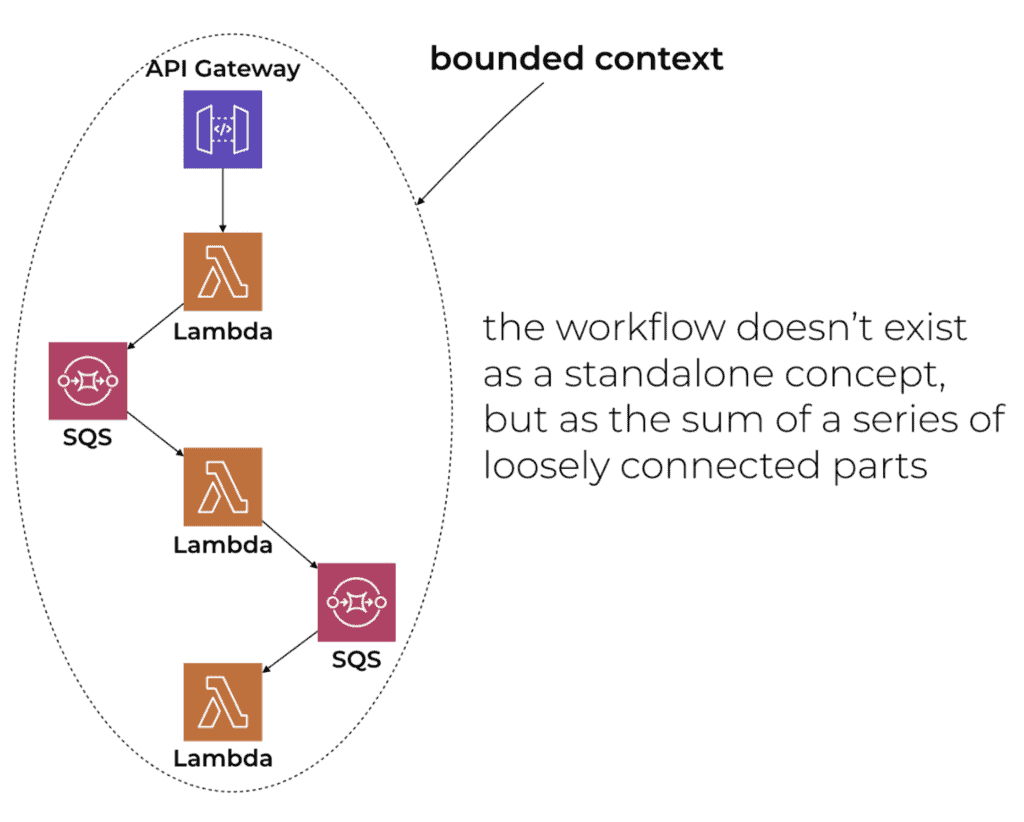 API Gateway
bounded context
</>
Lambda
SQS
the workflow doesn’t exist
as a standalone concept,
but as the sum of a series of
loosely connected parts
Lambda
SQS
Lambda